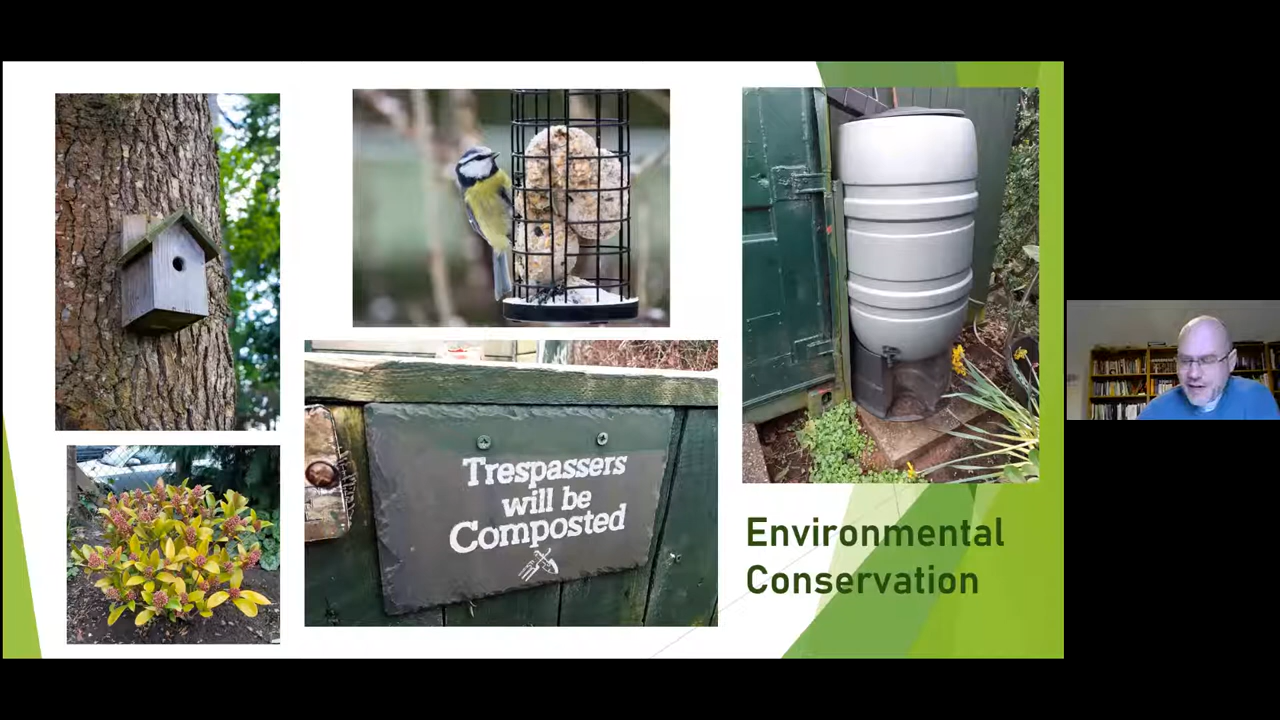 Trespassers
will be
Composted
Environmental
Conservation